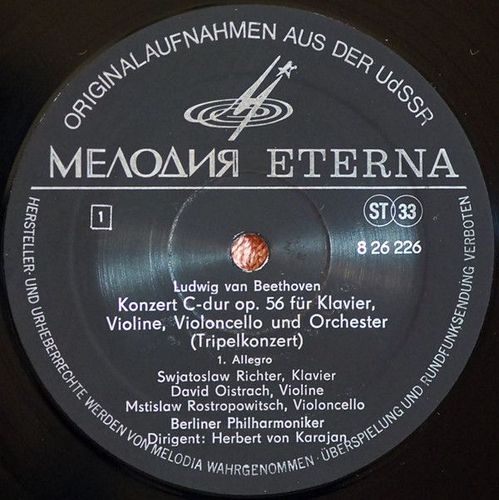 ORIGINALAUFNAHMEN AUS DER UdSSR
МЕЛОДИЯ ETERNA
1
ST 33
8 26 226
Ludwig van Beethoven
Konzert C-dur op. 56 für Klavier,
Violine, Violoncello und Orchester
(Tripelkonzert)
1. Allegro
Swjatoslaw Richter, Klavier
David Oistrach, Violine
Mstislaw Rostropowitsch, Violoncello
Berliner Philharmoniker
Dirigent: Herbert von Karajan
HERSTELLER- UND URHEBERRECHTE WERDEN VON MELODIA WAHRGENOMMEN · ÜBERSPIELUNG UND RUNDFUNKSENDUNG VERBOTEN